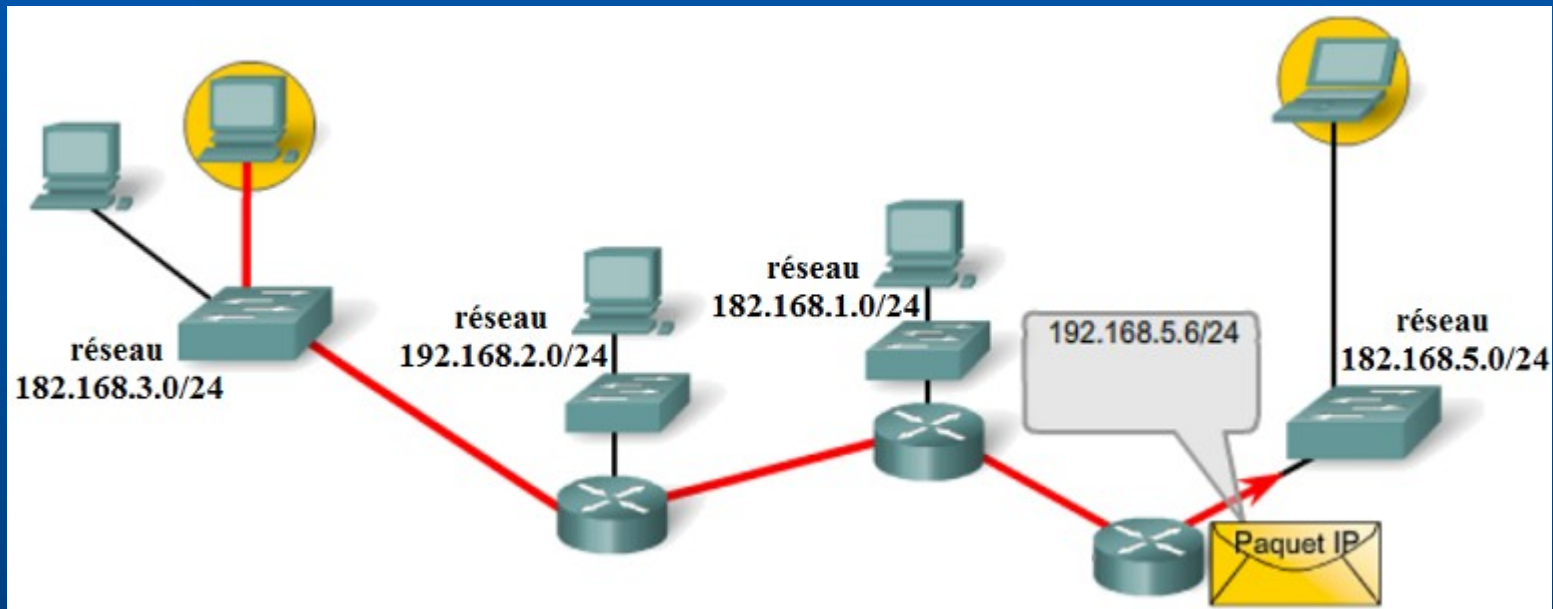 réseau
182.168.3.0/24
réseau
192.168.2.0/24
réseau
182.168.1.0/24
192.168.5.6/24
réseau
182.168.5.0/24
Paquet IP